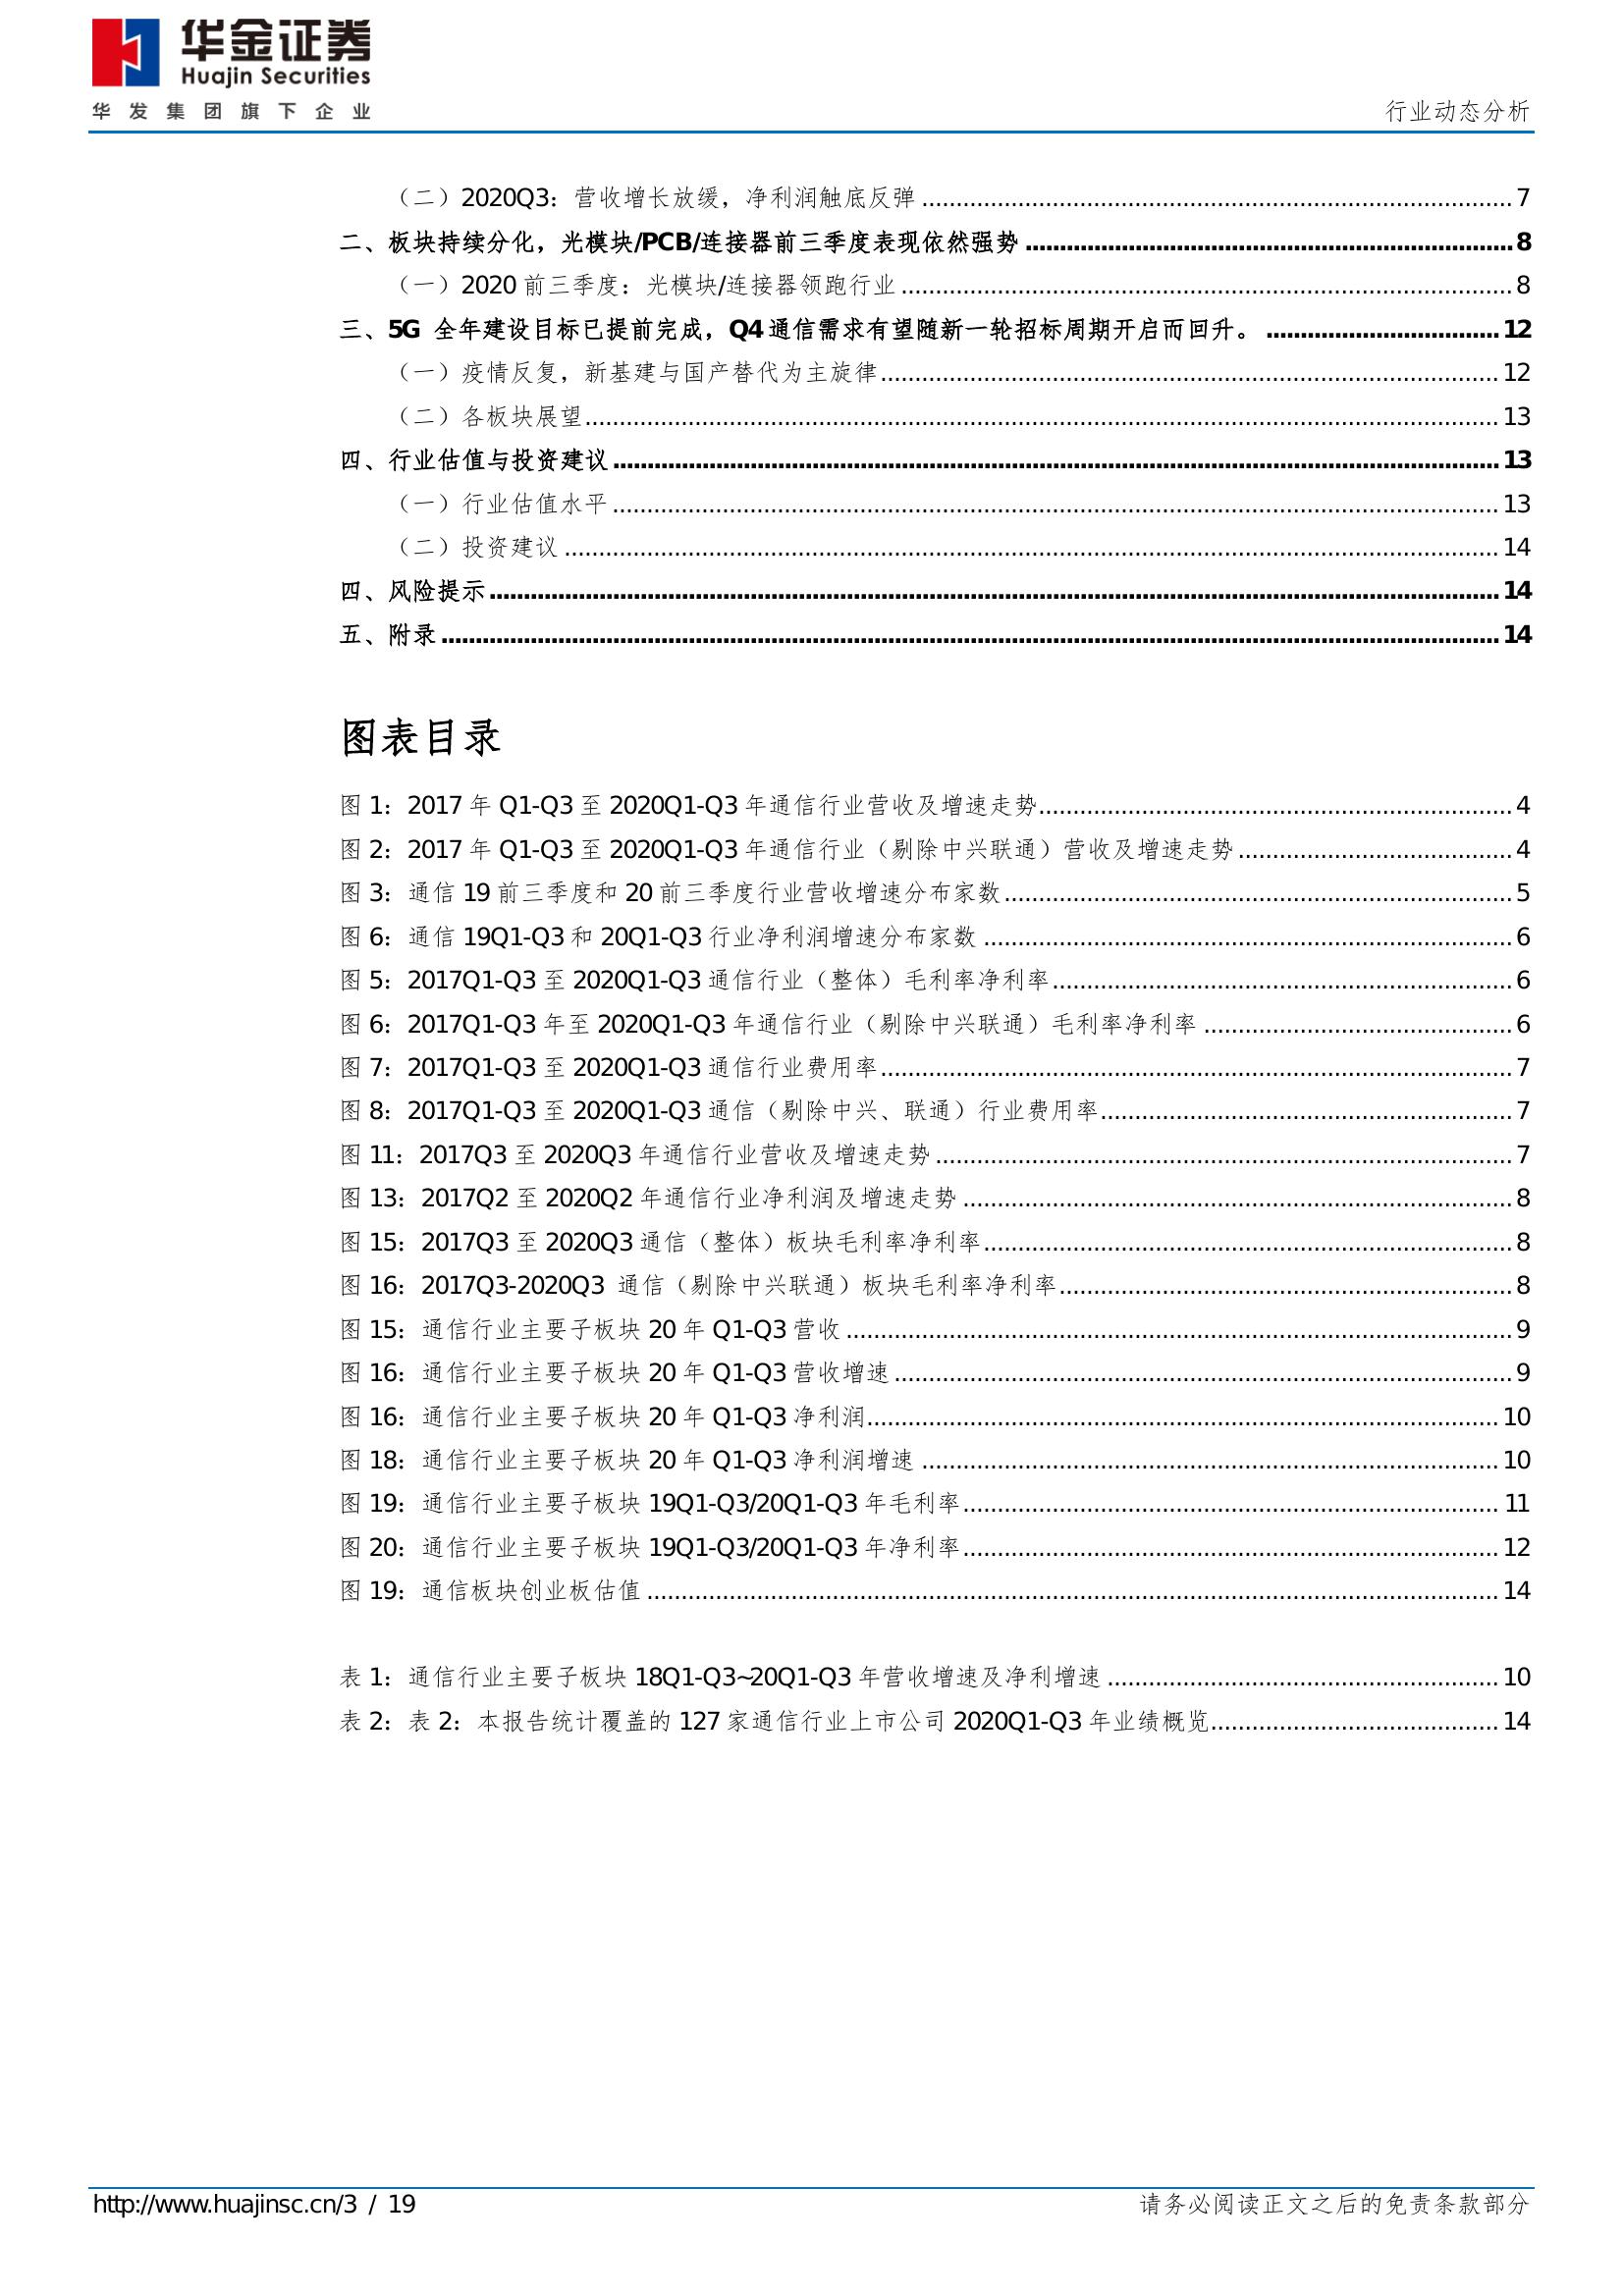 华金证券
Huajin Securities
华发集团旗下企业
行业动态分析
（二）2020Q3：营收增长放缓，净利润触底反弹 ........ 7
二、板块持续分化，光模块/PCB/连接器前三季度表现依然强势 ........ 8
（一）2020 前三季度：光模块/连接器领跑行业 ........ 8
三、5G 全年建设目标已提前完成，Q4 通信需求有望随新一轮招标周期开启而回升。 ........ 12
（一）疫情反复，新基建与国产替代为主旋律 ........ 12
（二）各板块展望 ........ 13
四、行业估值与投资建议 ........ 13
（一）行业估值水平 ........ 13
（二）投资建议 ........ 14
四、风险提示 ........ 14
五、附录 ........ 14
图表目录
图 1：2017 年 Q1-Q3 至 2020Q1-Q3 年通信行业营收及增速走势 ........ 4
图 2：2017 年 Q1-Q3 至 2020Q1-Q3 年通信行业（剔除中兴联通）营收及增速走势 ........ 4
图 3：通信 19 前三季度和 20 前三季度行业营收增速分布家数 ........ 5
图 6：通信 19Q1-Q3 和 20Q1-Q3 行业净利润增速分布家数 ........ 6
图 5：2017Q1-Q3 至 2020Q1-Q3 通信行业（整体）毛利率净利率 ........ 6
图 6：2017Q1-Q3 年至 2020Q1-Q3 年通信行业（剔除中兴联通）毛利率净利率 ........ 6
图 7：2017Q1-Q3 至 2020Q1-Q3 通信行业费用率 ........ 7
图 8：2017Q1-Q3 至 2020Q1-Q3 通信（剔除中兴、联通）行业费用率 ........ 7
图 11：2017Q3 至 2020Q3 年通信行业营收及增速走势 ........ 7
图 13：2017Q2 至 2020Q2 年通信行业净利润及增速走势 ........ 8
图 15：2017Q3 至 2020Q3 通信（整体）板块毛利率净利率 ........ 8
图 16：2017Q3-2020Q3 通信（剔除中兴联通）板块毛利率净利率 ........ 8
图 15：通信行业主要子板块 20 年 Q1-Q3 营收 ........ 9
图 16：通信行业主要子板块 20 年 Q1-Q3 营收增速 ........ 9
图 16：通信行业主要子板块 20 年 Q1-Q3 净利润 ........ 10
图 18：通信行业主要子板块 20 年 Q1-Q3 净利润增速 ........ 10
图 19：通信行业主要子板块 19Q1-Q3/20Q1-Q3 年毛利率 ........ 11
图 20：通信行业主要子板块 19Q1-Q3/20Q1-Q3 年净利率 ........ 12
图 19：通信板块创业板估值 ........ 14
表 1：通信行业主要子板块 18Q1-Q3~20Q1-Q3 年营收增速及净利增速 ........ 10
表 2：表 2：本报告统计覆盖的 127 家通信行业上市公司 2020Q1-Q3 年业绩概览 ........ 14
http://www.huajinsc.cn/3 / 19
请务必阅读正文之后的免责条款部分